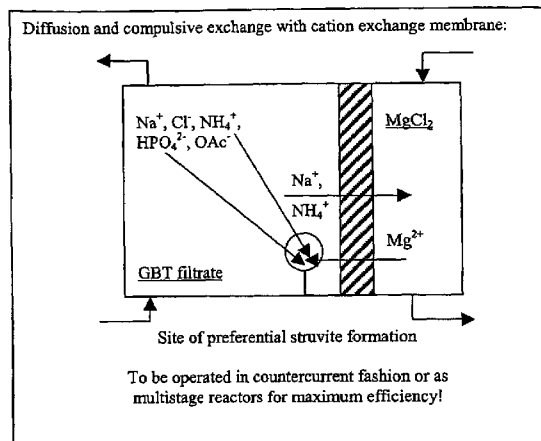 Diffusion and compulsive exchange with cation exchange membrane:
Na⁺, Cl⁻, NH₄⁺,
HPO₄²⁻, OAc⁻
MgCl₂
Na⁺,
NH₄⁺
Mg²⁺
GBT filtrate
Site of preferential struvite formation
To be operated in countercurrent fashion or as
multistage reactors for maximum efficiency!